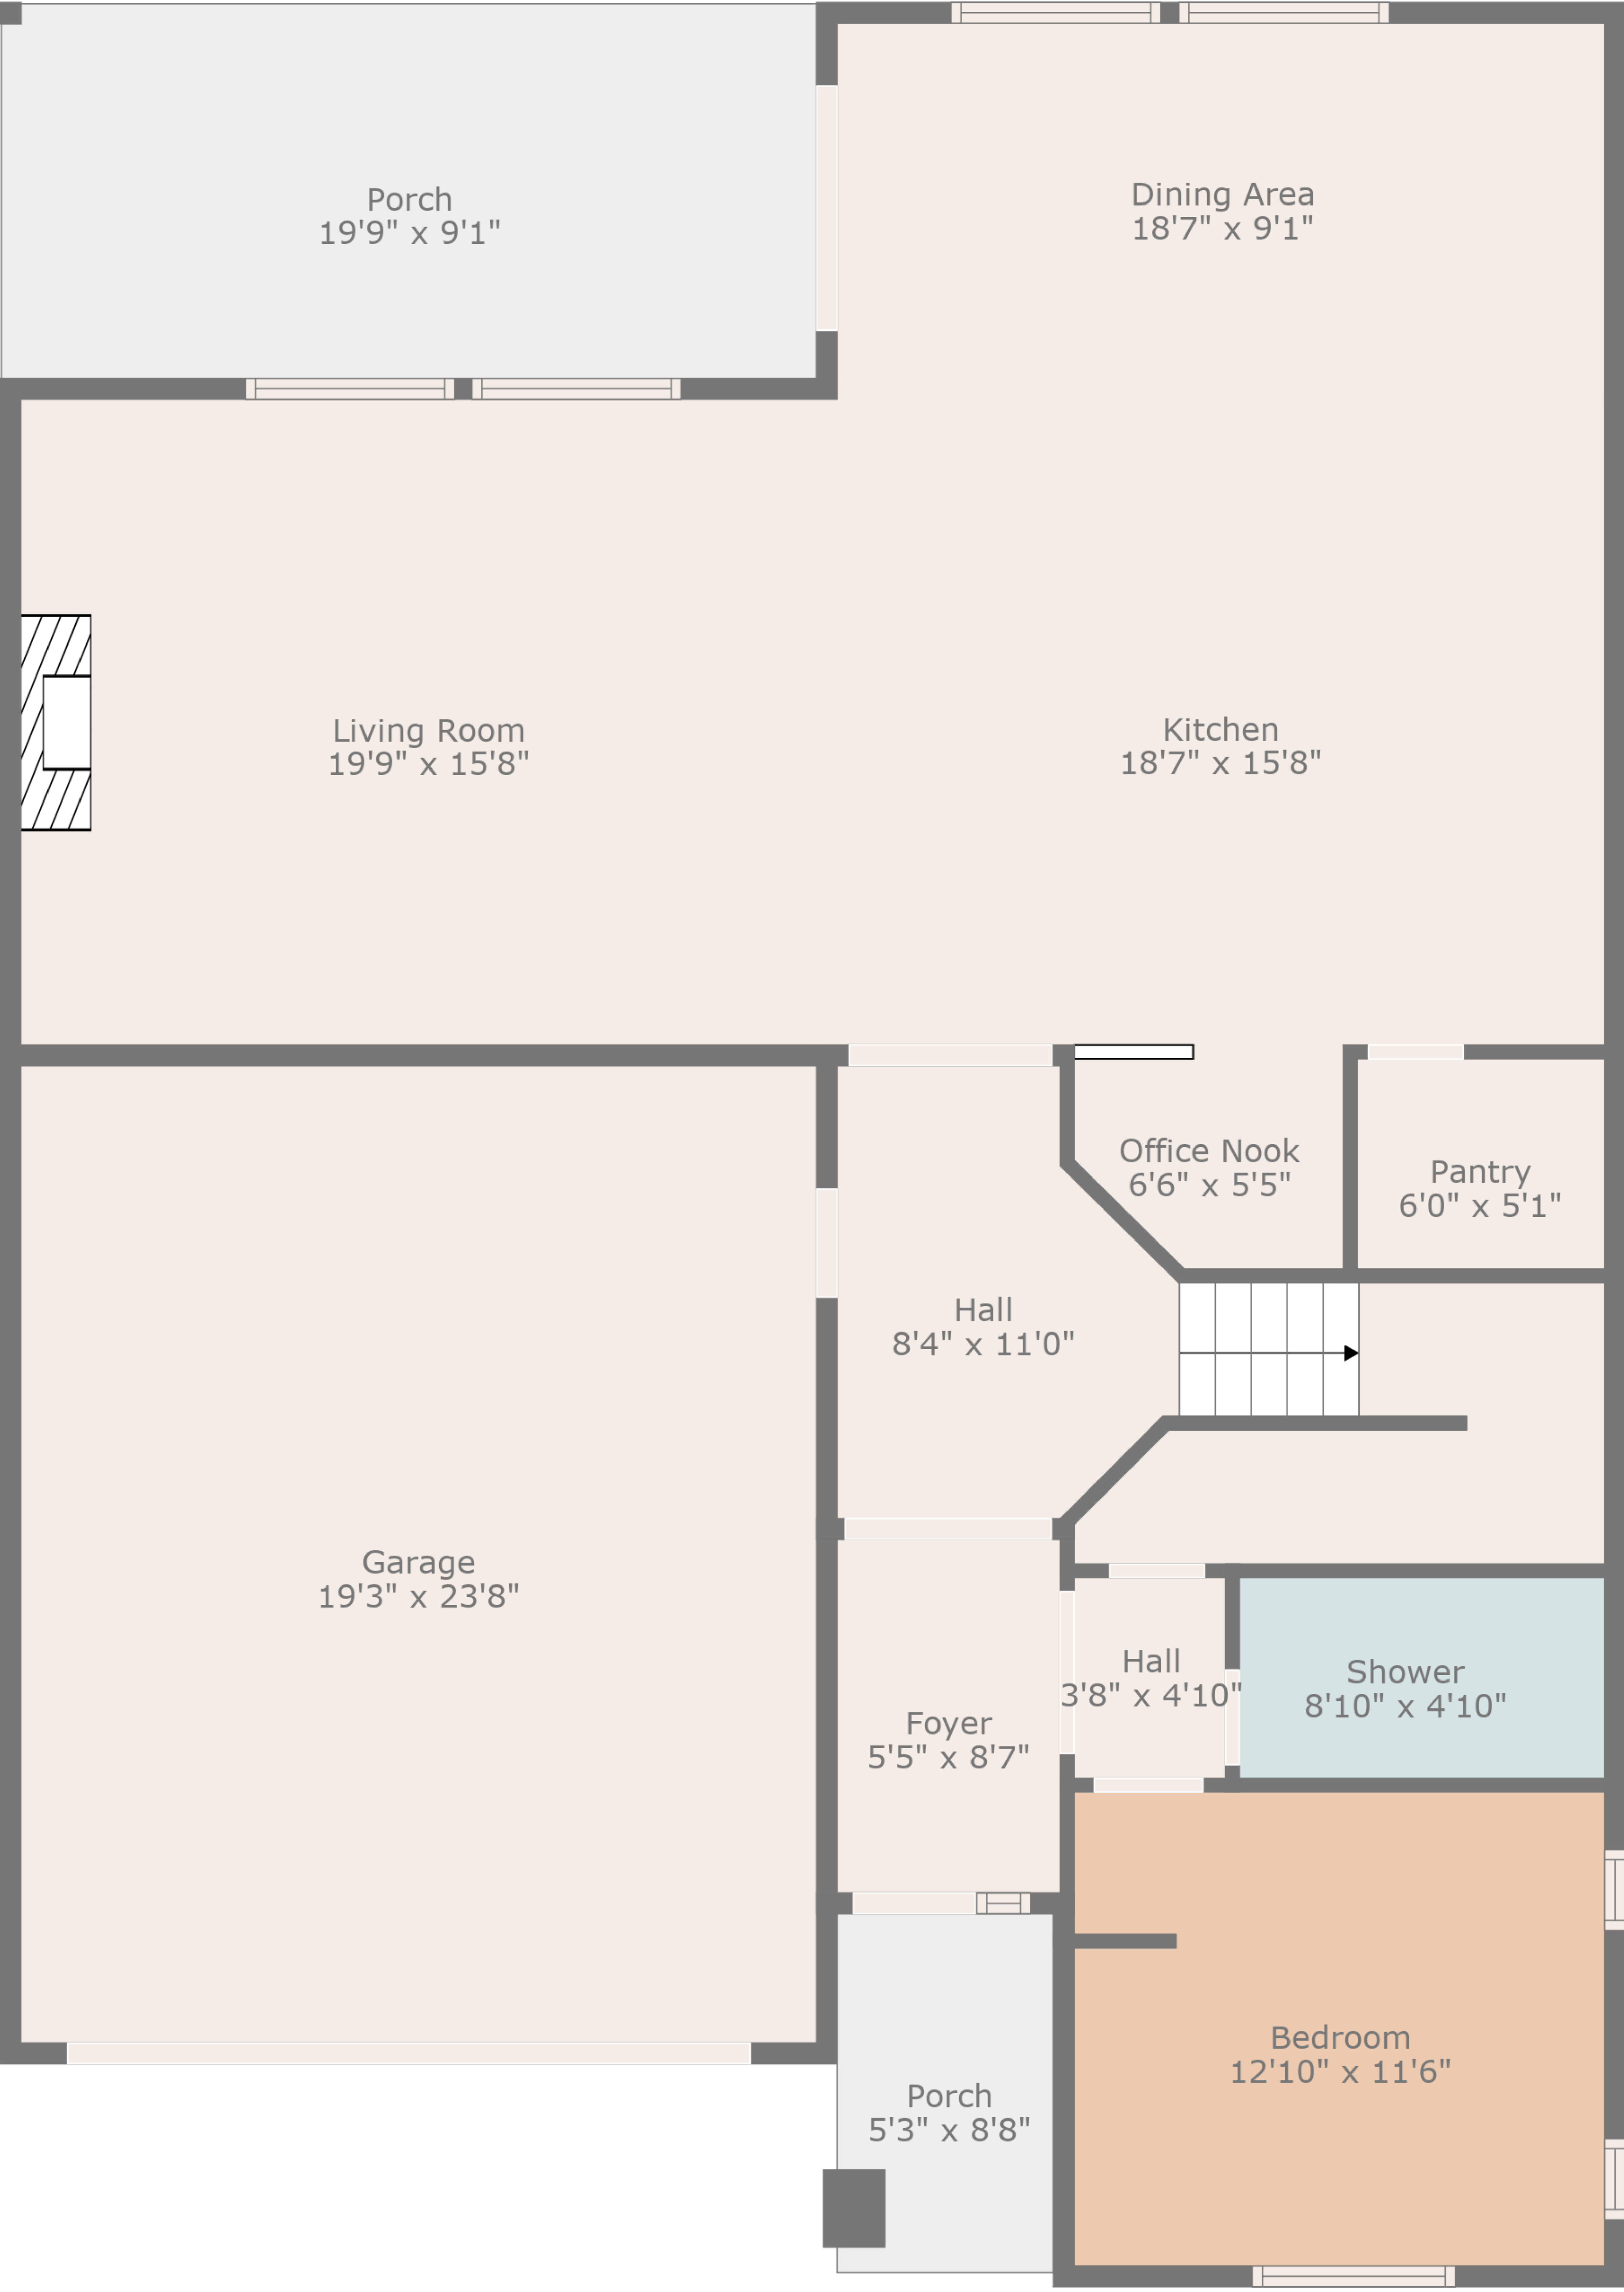 Porch
19'9" x 9'1"
Dining Area
18'7" x 9'1"
Living Room
19'9" x 15'8"
Kitchen
18'7" x 15'8"
Office Nook
6'6" x 5'5"
Pantry
6'0" x 5'1"
Hall
8'4" x 11'0"
Garage
19'3" x 23'8"
Hall
3'8" x 4'10"
Shower
8'10" x 4'10"
Foyer
5'5" x 8'7"
Bedroom
12'10" x 11'6"
Porch
5'3" x 8'8"